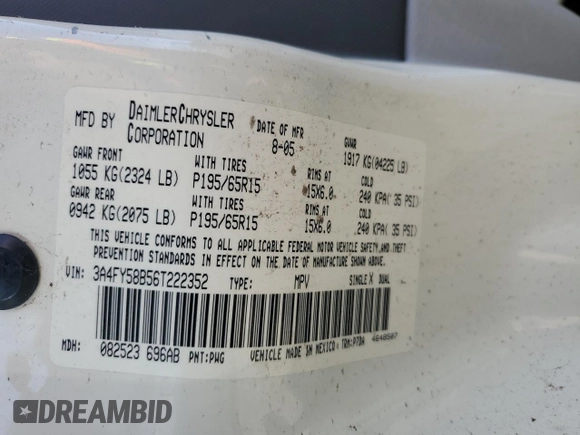 MFD BY DAIMLERCHRYSLER CORPORATION DATE OF MFR 8-05 GVWR 1917 KG(04225 LB)
GAWR FRONT WITH TIRES RIMS AT COLD
1055 KG(2324 LB) P195/65R15 15X6.0 240 KPA( 35 PSI)
GAWR REAR WITH TIRES RIMS AT COLD
0942 KG(2075 LB) P195/65R15 15X6.0 240 KPA( 35 PSI)
THIS VEHICLE CONFORMS TO ALL APPLICABLE FEDERAL MOTOR VEHICLE SAFETY,AND THEFT
PREVENTION STANDARDS IN EFFECT ON THE DATE OF MANUFACTURE SHOWN ABOVE.
VIN: 3A4FY58B56T222352 TYPE: MPV SINGLE X DUAL
MDH: 082523 696AB PNT:PWG VEHICLE MADE IN MEXICO TRM:P7DA
DREAMBID